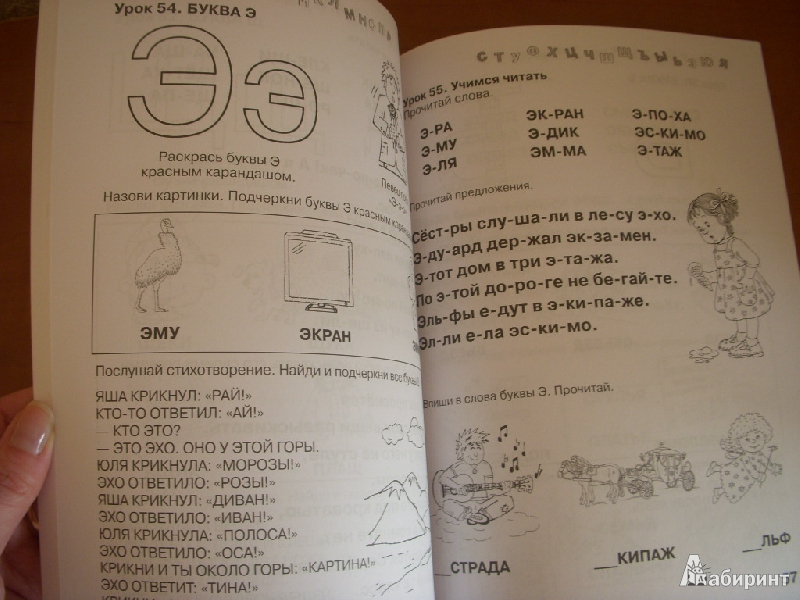 Урок 54. БУКВА Э
Ээ
Раскрась буквы Э
красным карандашом.
Назови картинки. Подчеркни буквы Э красным
ЭМУ
ЭКРАН
Послушай стихотворение. Найди и подчеркни все
ЯША КРИКНУЛ: «РАЙ!»
КТО-ТО ОТВЕТИЛ: «АЙ!»
— КТО ЭТО?
— ЭТО ЭХО. ОНО У ЭТОЙ ГОРЫ.
ЮЛЯ КРИКНУЛА: «МОРОЗЫ!»
ЭХО ОТВЕТИЛО: «РОЗЫ!»
ЯША КРИКНУЛ: «ДИВАН!»
ЭХО ОТВЕТИЛО: «ИВАН!»
ЮЛЯ КРИКНУЛА: «ПОЛОСА!»
ЭХО ОТВЕТИЛО: «ОСА!»
КРИКНИ И ТЫ ОКОЛО ГОРЫ: «КАРТИНА!»
ЭХО ОТВЕТИТ: «ТИНА!»
С Т У Ф Х Ц Ч Ш Щ Ъ Ы Ь Э Ю Я
Урок 55. Учимся читать
Прочитай слова.
Э-РА ЭК-РАН Э-ПО-ХА
Э-МУ Э-ДИК ЭС-КИ-МО
Э-ЛЯ ЭМ-МА Э-ТАЖ
Прочитай предложения.
Сёст-ры слу-ша-ли в ле-су э-хо.
Э-ду-ард дер-жал эк-за-мен.
Э-тот дом в три э-та-жа.
По э-той до-ро-ге не бе-гай-те.
Эль-фы е-дут в э-ки-па-же.
Эл-ли е-ла эс-ки-мо.
Впиши в слова буквы Э. Прочитай.
__СТРАДА
__КИПАЖ
__ЛЬФ
Лабиринт